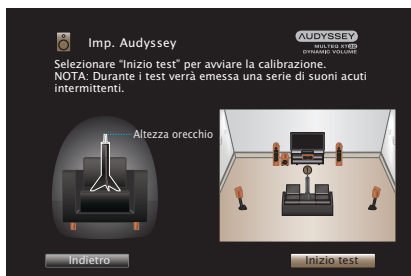 Imp. Audyssey
AUDYSSEY
MULTEQ XT32
DYNAMIC VOLUME
Selezionare “Inizio test” per avviare la calibrazione.
NOTA: Durante i test verrà emessa una serie di suoni acuti
intermittenti.
Altezza orecchio
Indietro
Inizio test